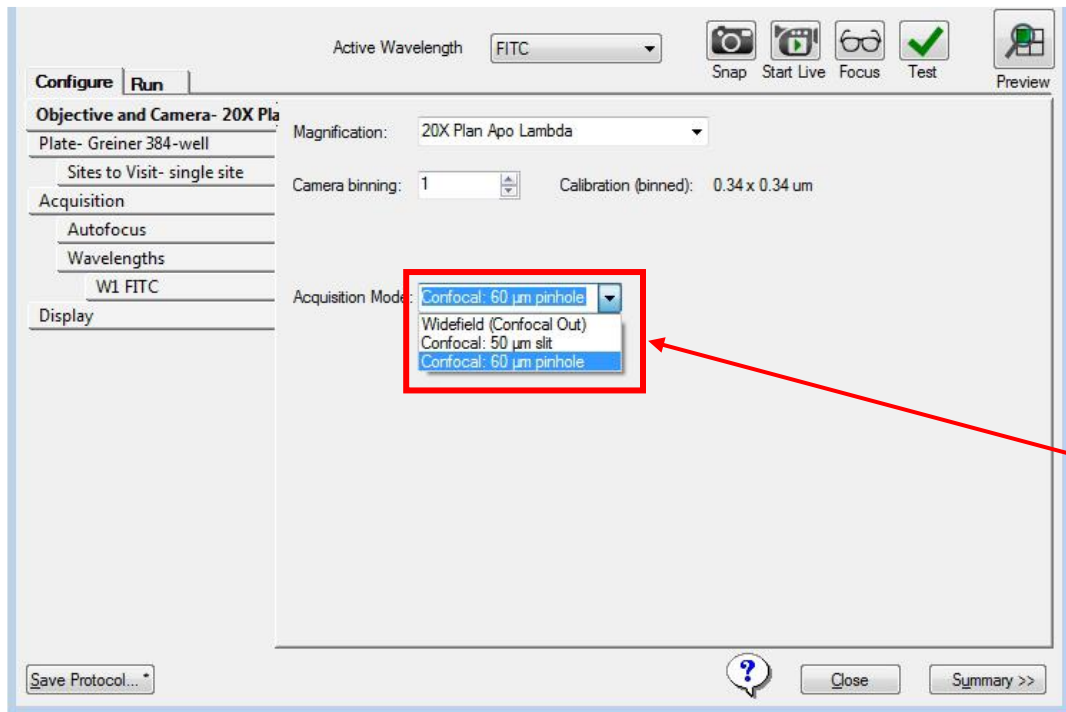 Active Wavelength FITC
Snap Start Live Focus Test Preview
Configure Run
Objective and Camera- 20X Pla
Plate- Greiner 384-well
Sites to Visit- single site
Acquisition
Autofocus
Wavelengths
W1 FITC
Display
Magnification: 20X Plan Apo Lambda
Camera binning: 1 Calibration (binned): 0.34 x 0.34 um
Acquisition Mode: Confocal: 60 µm pinhole
Widefield (Confocal Out)
Confocal: 50 µm slit
Confocal: 60 µm pinhole
Save Protocol... * ? Close Summary >>